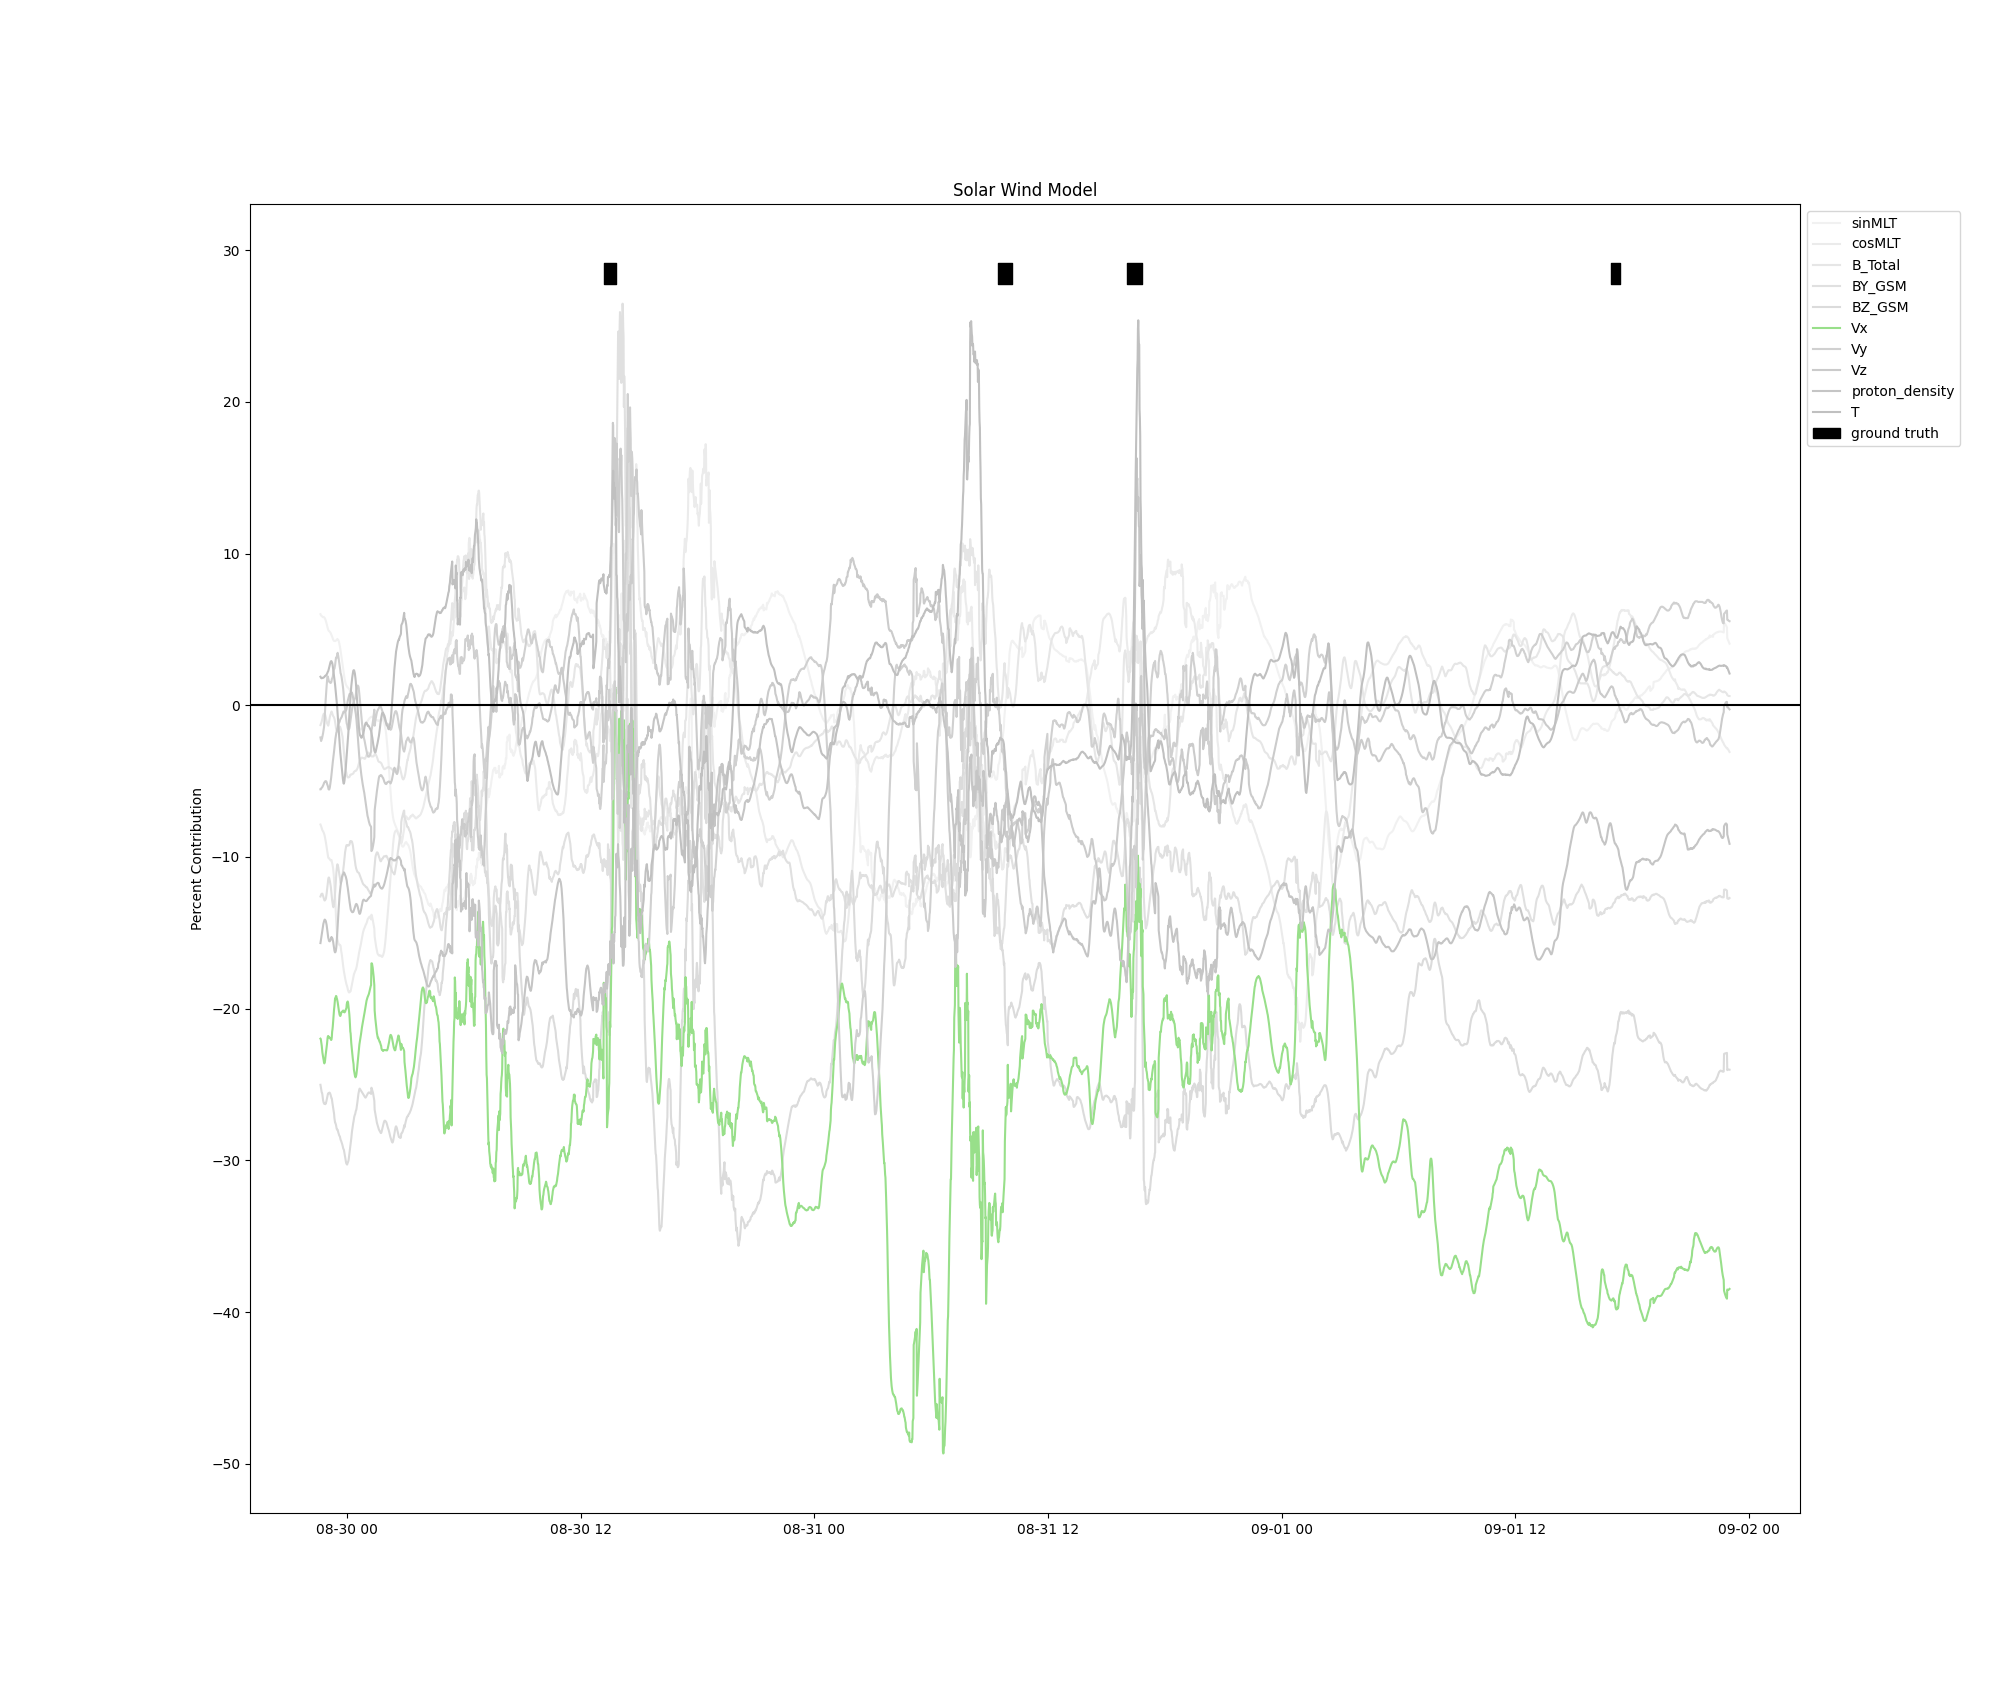 Solar Wind Model
sinMLT
cosMLT
B_Total
BY_GSM
BZ_GSM
Vx
Vy
Vz
proton_density
T
ground truth
Percent Contribution
30
20
10
0
−10
−20
−30
−40
−50
08-30 00
08-30 12
08-31 00
08-31 12
09-01 00
09-01 12
09-02 00